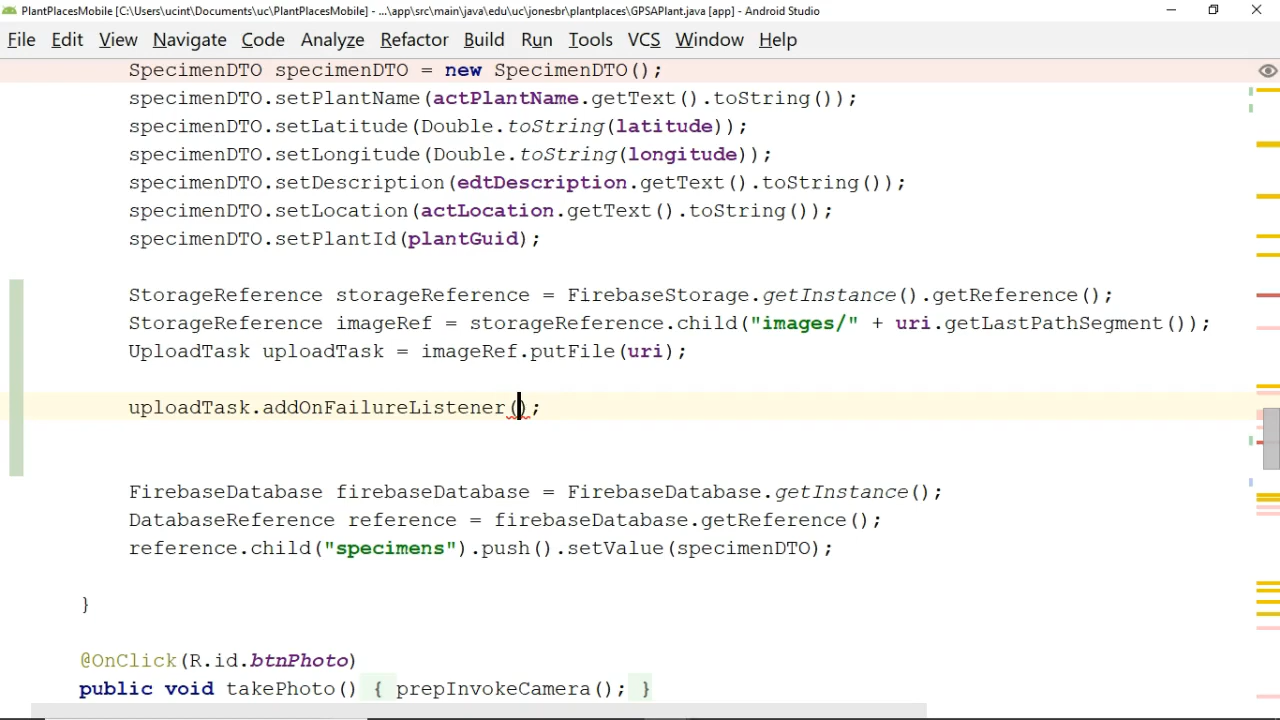 PlantPlacesMobile [C:\Users\ucint\Documents\uc\PlantPlacesMobile] - ...\app\src\main\java\edu\uc\jonesbr\plantplaces\GPSAPlant.java [app] - Android Studio
File Edit View Navigate Code Analyze Refactor Build Run Tools VCS Window Help
SpecimenDTO specimenDTO = new SpecimenDTO();
specimenDTO.setPlantName(actPlantName.getText().toString());
specimenDTO.setLatitude(Double.toString(latitude));
specimenDTO.setLongitude(Double.toString(longitude));
specimenDTO.setDescription(edtDescription.getText().toString());
specimenDTO.setLocation(actLocation.getText().toString());
specimenDTO.setPlantId(plantGuid);
StorageReference storageReference = FirebaseStorage.getInstance().getReference();
StorageReference imageRef = storageReference.child("images/" + uri.getLastPathSegment());
UploadTask uploadTask = imageRef.putFile(uri);
uploadTask.addOnFailureListener();
FirebaseDatabase firebaseDatabase = FirebaseDatabase.getInstance();
DatabaseReference reference = firebaseDatabase.getReference();
reference.child("specimens").push().setValue(specimenDTO);
}
@OnClick(R.id.btnPhoto)
public void takePhoto() { prepInvokeCamera(); }